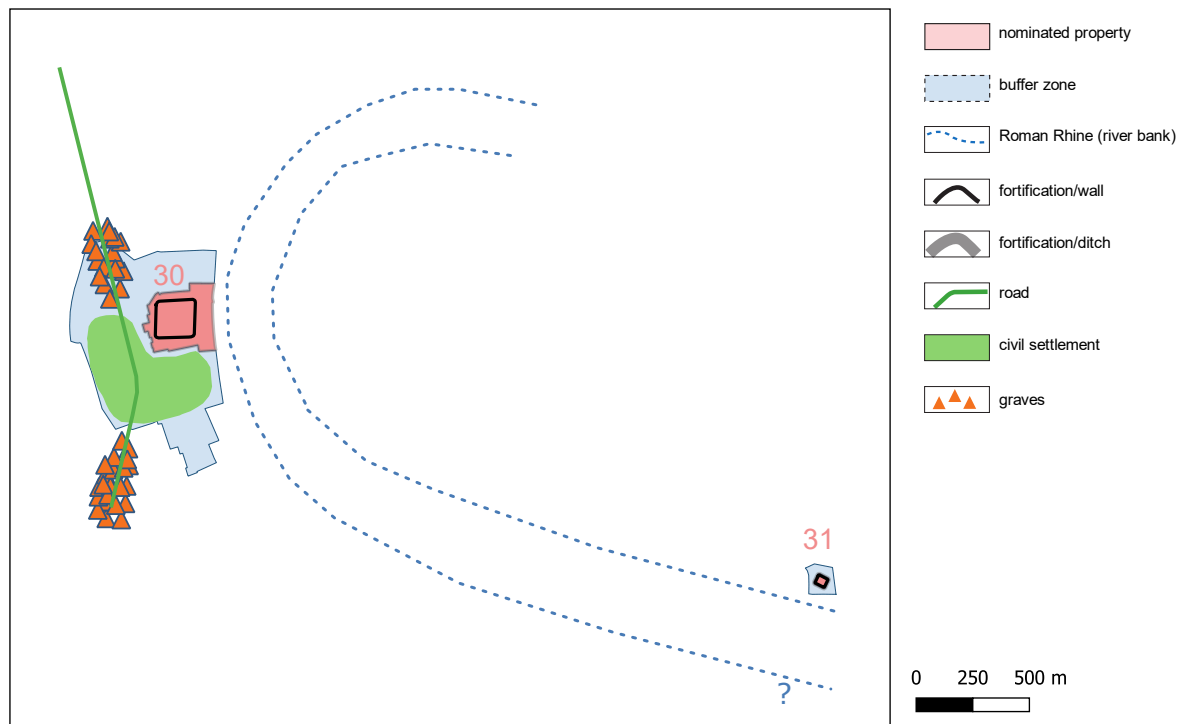 30
31
?
nominated property
buffer zone
Roman Rhine (river bank)
fortification/wall
fortification/ditch
road
civil settlement
graves
0 250 500 m